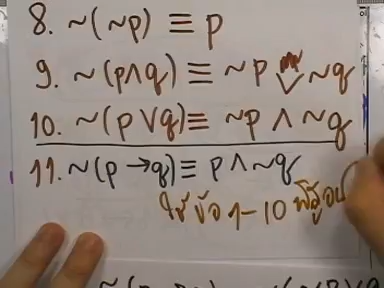 8. ~(~p) ≡ p
9. ~(p∧q) ≡ ~p ∨ ~q
10. ~(p∨q) ≡ ~p ∧ ~q
11. ~(p→q) ≡ p ∧ ~q
ใช้ ข้อ 1-10